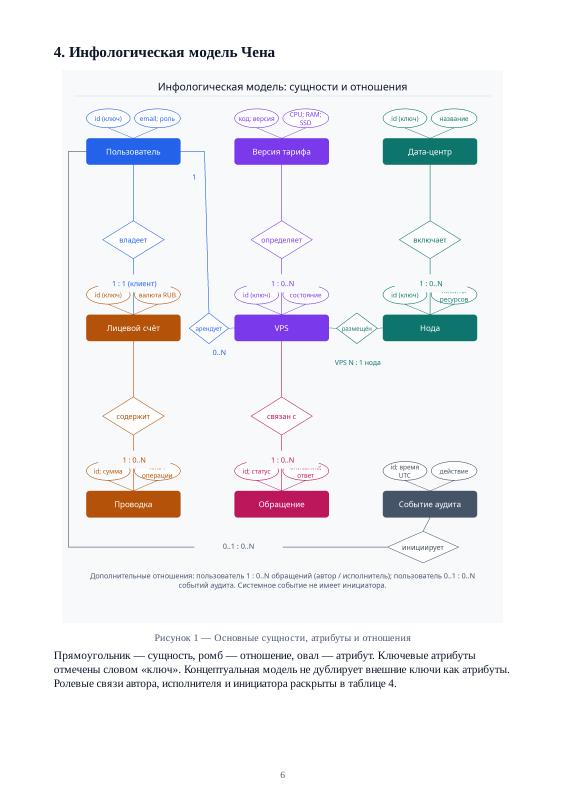 4. Инфологическая модель Чена
Инфологическая модель: сущности и отношения
id (ключ)
email; роль
код; версия
CPU; RAM;
SSD
id (ключ)
название
Пользователь
Версия тарифа
Дата-центр
1
владеет
определяет
включает
1 : 1 (клиент)
1 : 0..N
1 : 0..N
id (ключ)
валюта RUB
id (ключ)
состояние
id (ключ)
ресурсов
Лицевой счёт
арендует
VPS
размещён
Нода
0..N
VPS N : 1 нода
содержит
связан с
1 : 0..N
1 : 0..N
id; сумма
операции
id; статус
ответ
id; время
UTC
действие
Проводка
Обращение
Событие аудита
0..1 : 0..N
инициирует
Дополнительные отношения: пользователь 1 : 0..N обращений (автор / исполнитель); пользователь 0..1 : 0..N
событий аудита. Системное событие не имеет инициатора.
Рисунок 1 — Основные сущности, атрибуты и отношения
Прямоугольник — сущность, ромб — отношение, овал — атрибут. Ключевые атрибуты
отмечены словом «ключ». Концептуальная модель не дублирует внешние ключи как атрибуты.
Ролевые связи автора, исполнителя и инициатора раскрыты в таблице 4.
6